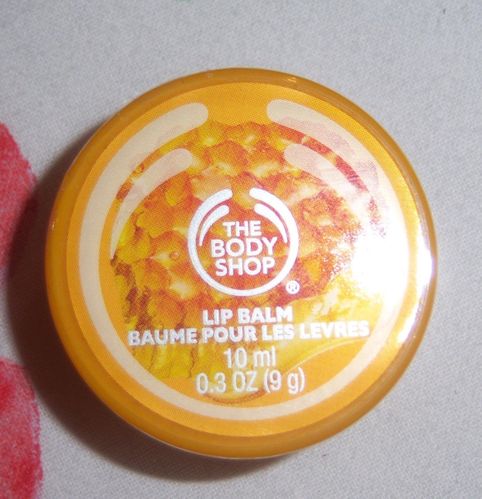 THE
BODY
SHOP
®
LIP BALM
BAUME POUR LES LEVRES
10 ml
0.3 OZ (9 g)